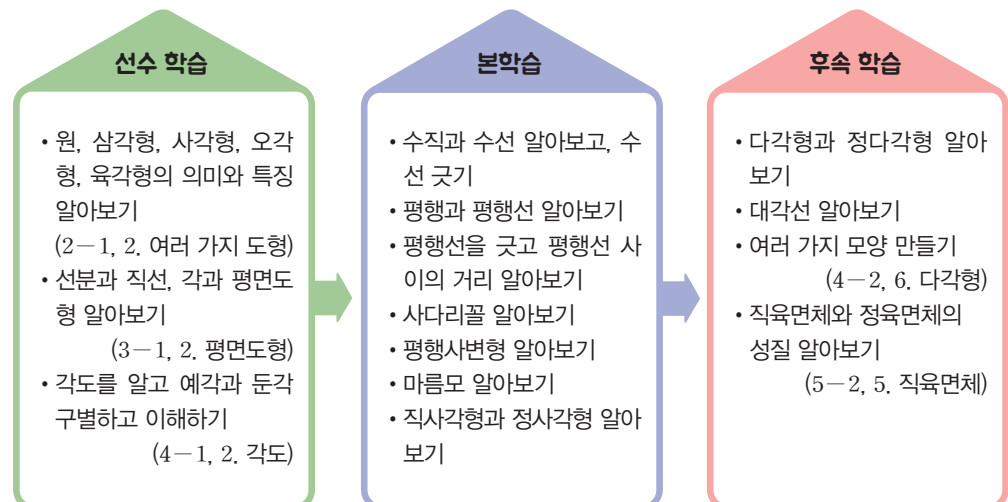 선수 학습
• 원, 삼각형, 사각형, 오각
형, 육각형의 의미와 특징
알아보기
(2－1, 2. 여러 가지 도형)
• 선분과 직선, 각과 평면도
형 알아보기
(3－1, 2. 평면도형)
• 각도를 알고 예각과 둔각
구별하고 이해하기
(4－1, 2. 각도)
본학습
• 수직과 수선 알아보고, 수
선 긋기
• 평행과 평행선 알아보기
• 평행선을 긋고 평행선 사
이의 거리 알아보기
• 사다리꼴 알아보기
• 평행사변형 알아보기
• 마름모 알아보기
• 직사각형과 정사각형 알아
보기
후속 학습
• 다각형과 정다각형 알아
보기
• 대각선 알아보기
• 여러 가지 모양 만들기
(4－2, 6. 다각형)
• 직육면체와 정육면체의
성질 알아보기
(5－2, 5. 직육면체)